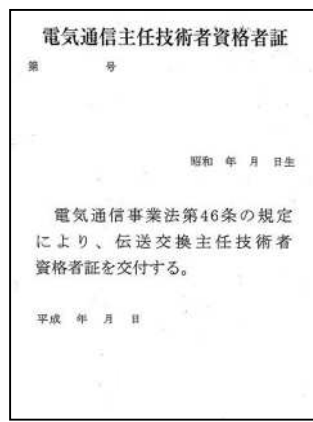 電気通信主任技術者資格者証
第　　　号
昭和　年　月　日生
電気通信事業法第46条の規定
により、伝送交換主任技術者
資格者証を交付する。
平成　年　月　日